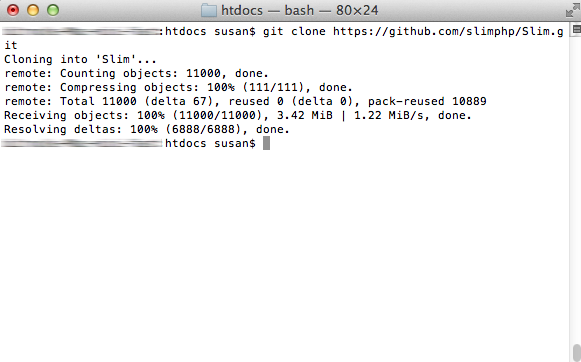 htdocs — bash — 80×24
:htdocs susan$ git clone https://github.com/slimphp/Slim.g
it
Cloning into 'Slim'...
remote: Counting objects: 11000, done.
remote: Compressing objects: 100% (111/111), done.
remote: Total 11000 (delta 67), reused 0 (delta 0), pack-reused 10889
Receiving objects: 100% (11000/11000), 3.42 MiB | 1.22 MiB/s, done.
Resolving deltas: 100% (6888/6888), done.
htdocs susan$